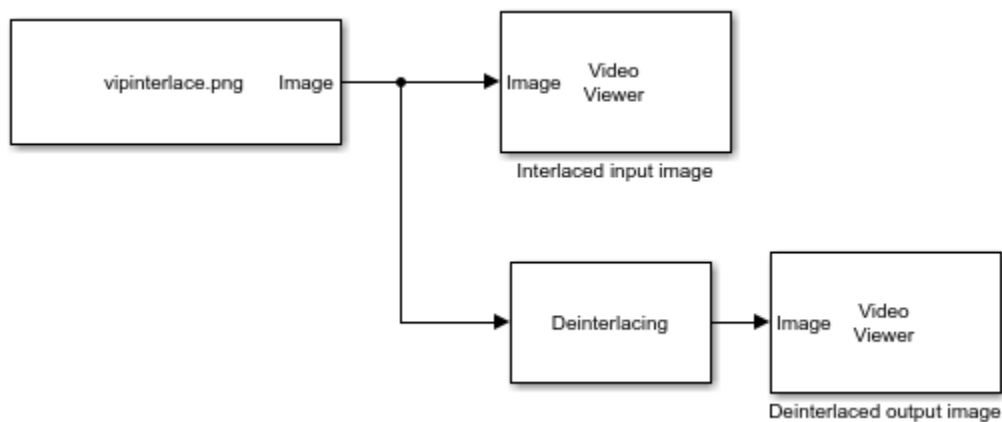 vipinterlace.png Image
Image Video Viewer
Interlaced input image
Deinterlacing
Image Video Viewer
Deinterlaced output image